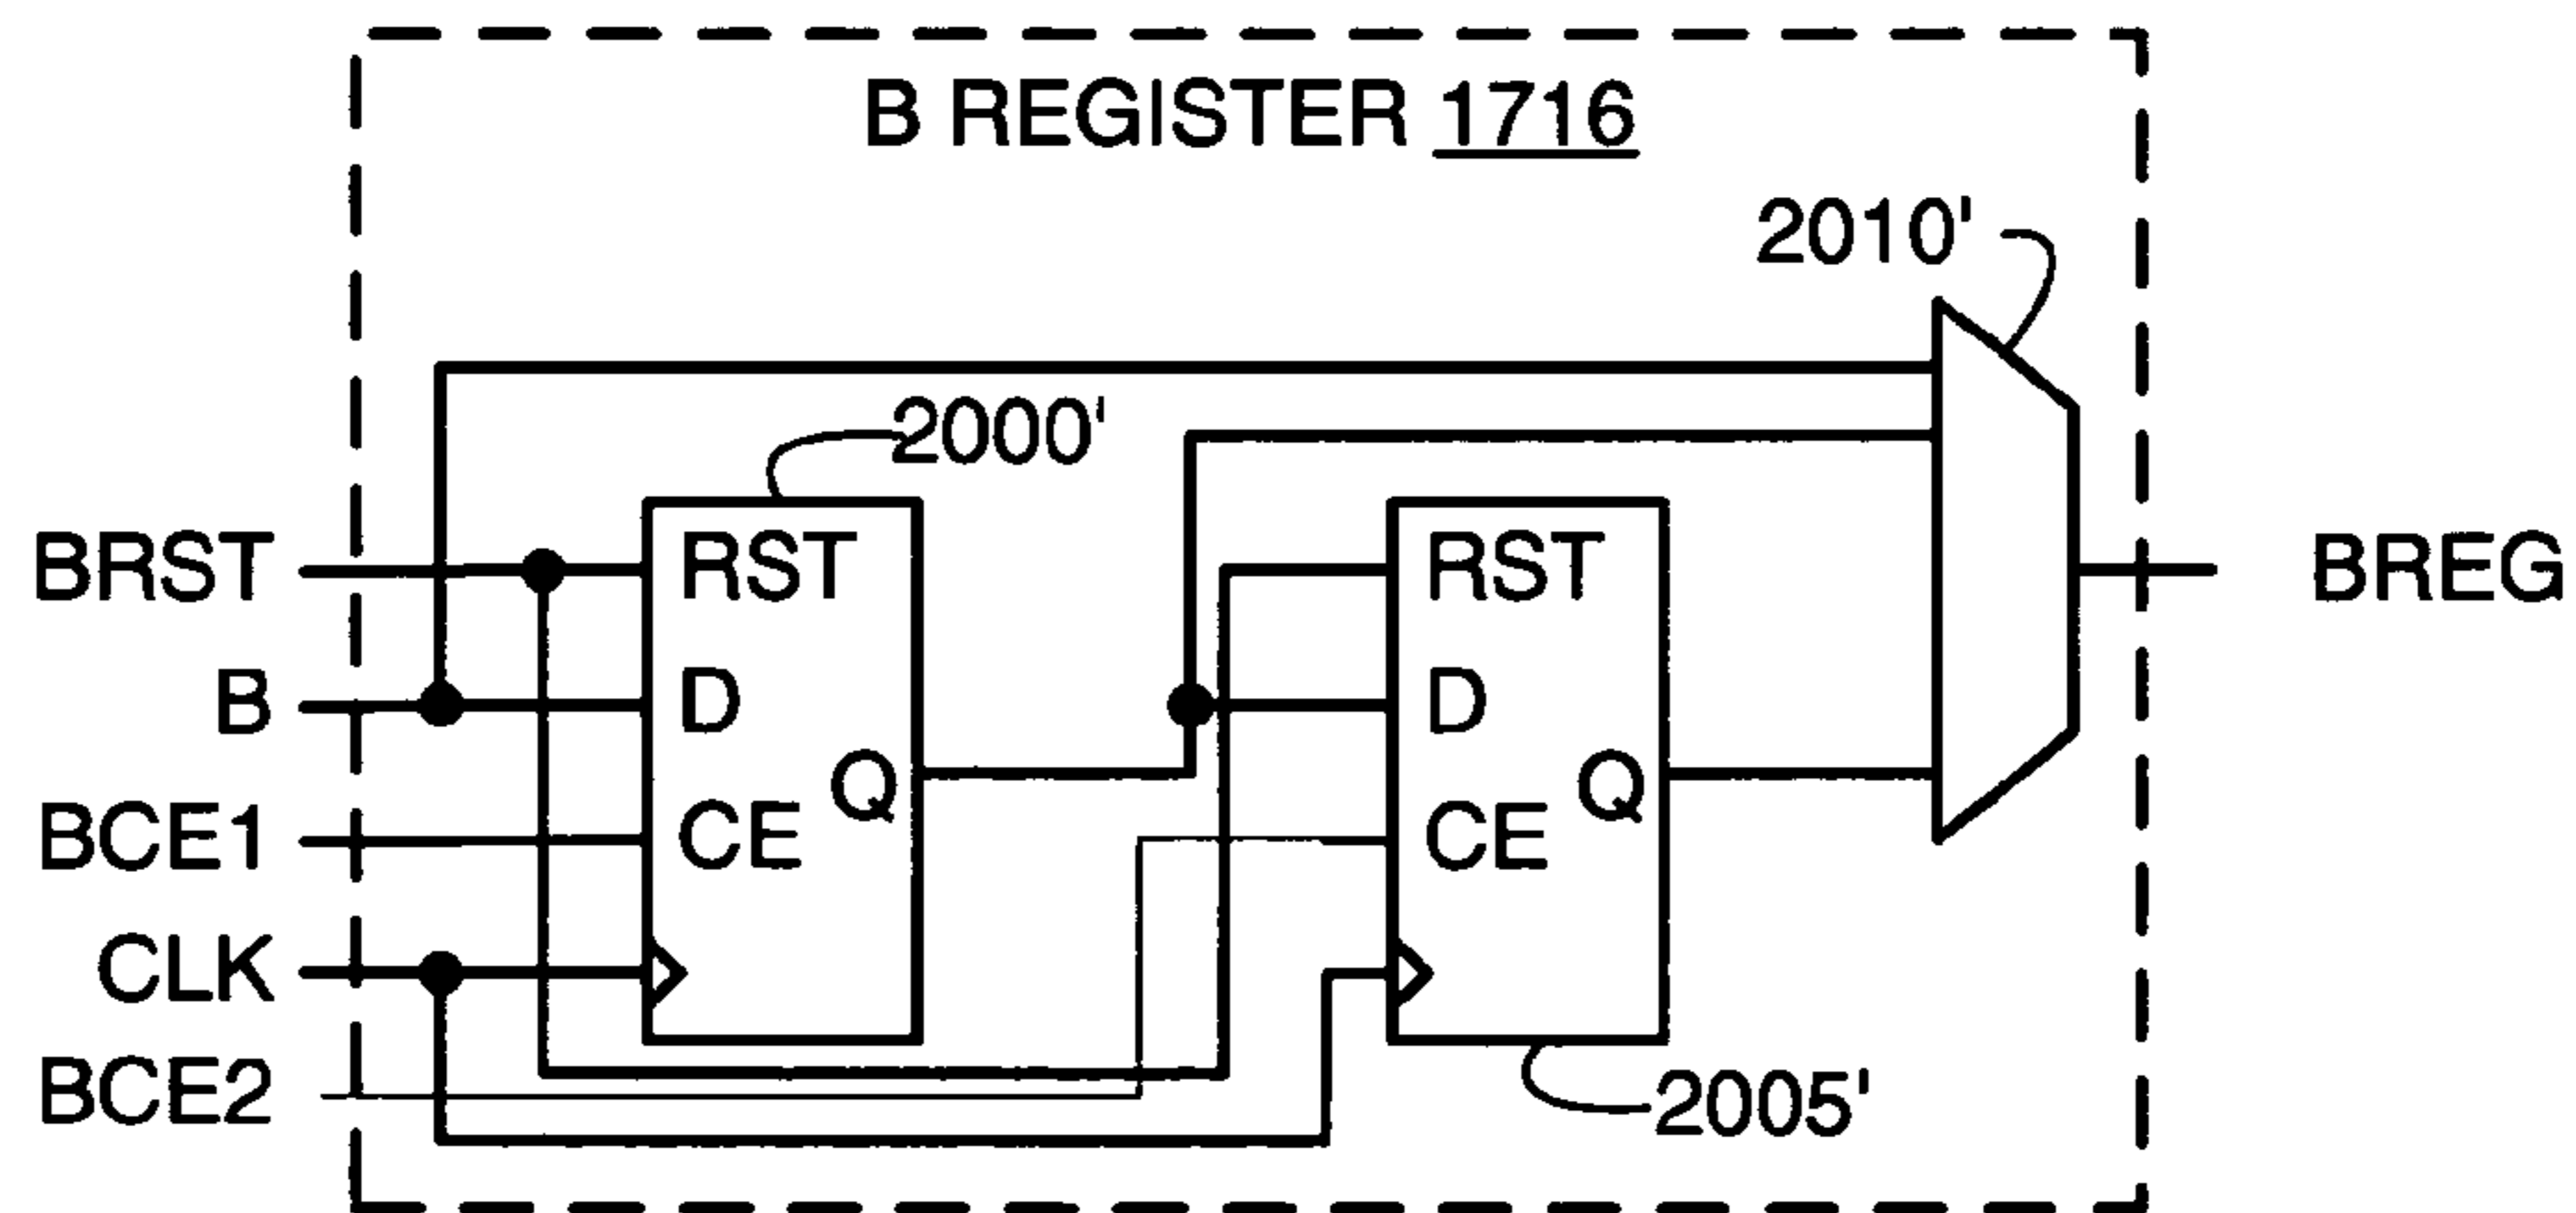 B REGISTER 1716
2010'
2000'
BRST
RST
RST
BREG
B
D
D
Q
Q
BCE1
CE
CE
CLK
BCE2
2005'